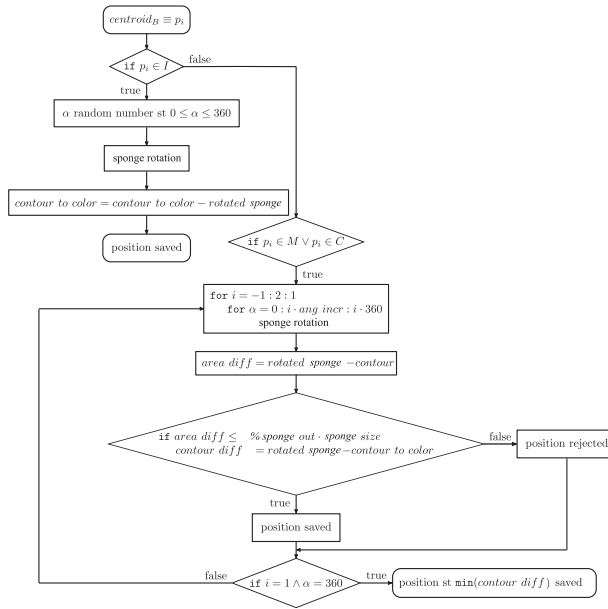 centroid_B ≡ p_i
if p_i ∈ I
false
true
α random number st 0 ≤ α ≤ 360
sponge rotation
contour to color = contour to color − rotated sponge
position saved
if p_i ∈ M ∨ p_i ∈ C
true
for i = −1 : 2 : 1
for α = 0 : i · ang incr : i · 360
sponge rotation
area diff = rotated sponge − contour
if area diff ≤ % sponge out · sponge size
contour diff = rotated sponge − contour to color
false
position rejected
true
position saved
false
if i = 1 ∧ α = 360
true
position st min(contour diff) saved